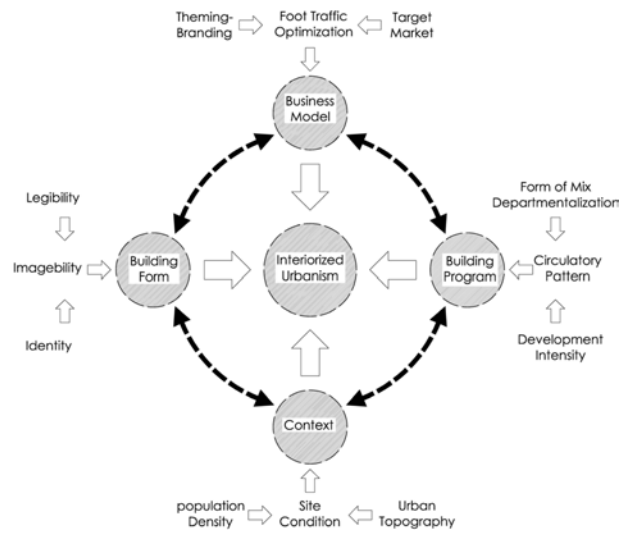 Theming-
Branding
Foot Traffic
Optimization
Target
Market
Business
Model
Legibility
Imagebility
Identity
Building
Form
Interiorized
Urbanism
Building
Program
Form of Mix
Departmentalization
Circulatory
Pattern
Development
Intensity
Context
population
Density
Site
Condition
Urban
Topography